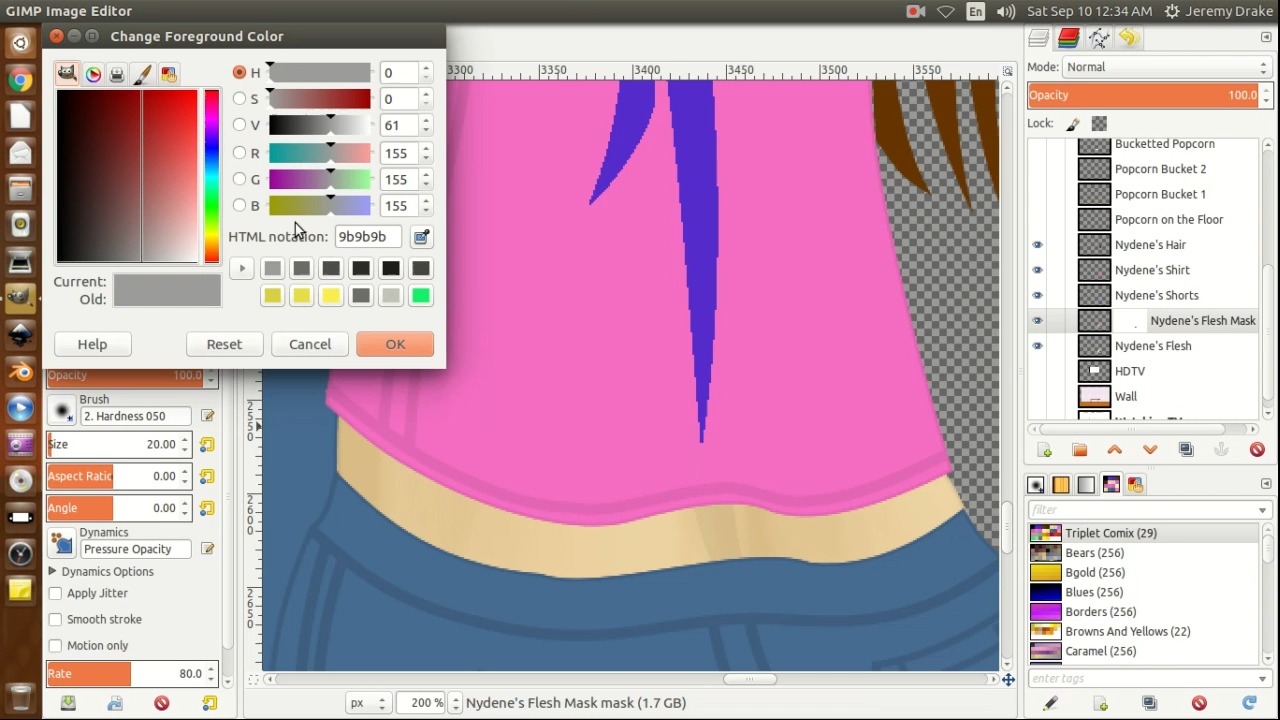 GIMP Image Editor
En
Sat Sep 10 12:34 AM
Jeremy Drake
Change Foreground Color
H
0
S
0
V
61
R
155
G
155
B
155
HTML notation:
9b9b9b
Current:
Old:
Help
Reset
Cancel
OK
Opacity
100.0
Brush
2. Hardness 050
Size
20.00
Aspect Ratio
0.00
Angle
0.00
Dynamics
Pressure Opacity
Dynamics Options
Apply Jitter
Smooth stroke
Motion only
Rate
80.0
3300
3350
3400
3450
3500
3550
2550
2600
2650
px
200 %
Nydene's Flesh Mask mask (1.7 GB)
Mode:
Normal
Opacity
100.0
Lock:
Bucketted Popcorn
Popcorn Bucket 2
Popcorn Bucket 1
Popcorn on the Floor
Nydene's Hair
Nydene's Shirt
Nydene's Shorts
Nydene's Flesh Mask
Nydene's Flesh
HDTV
Wall
filter
Triplet Comix (29)
Bears (256)
Bgold (256)
Blues (256)
Borders (256)
Browns And Yellows (22)
Caramel (256)
enter tags